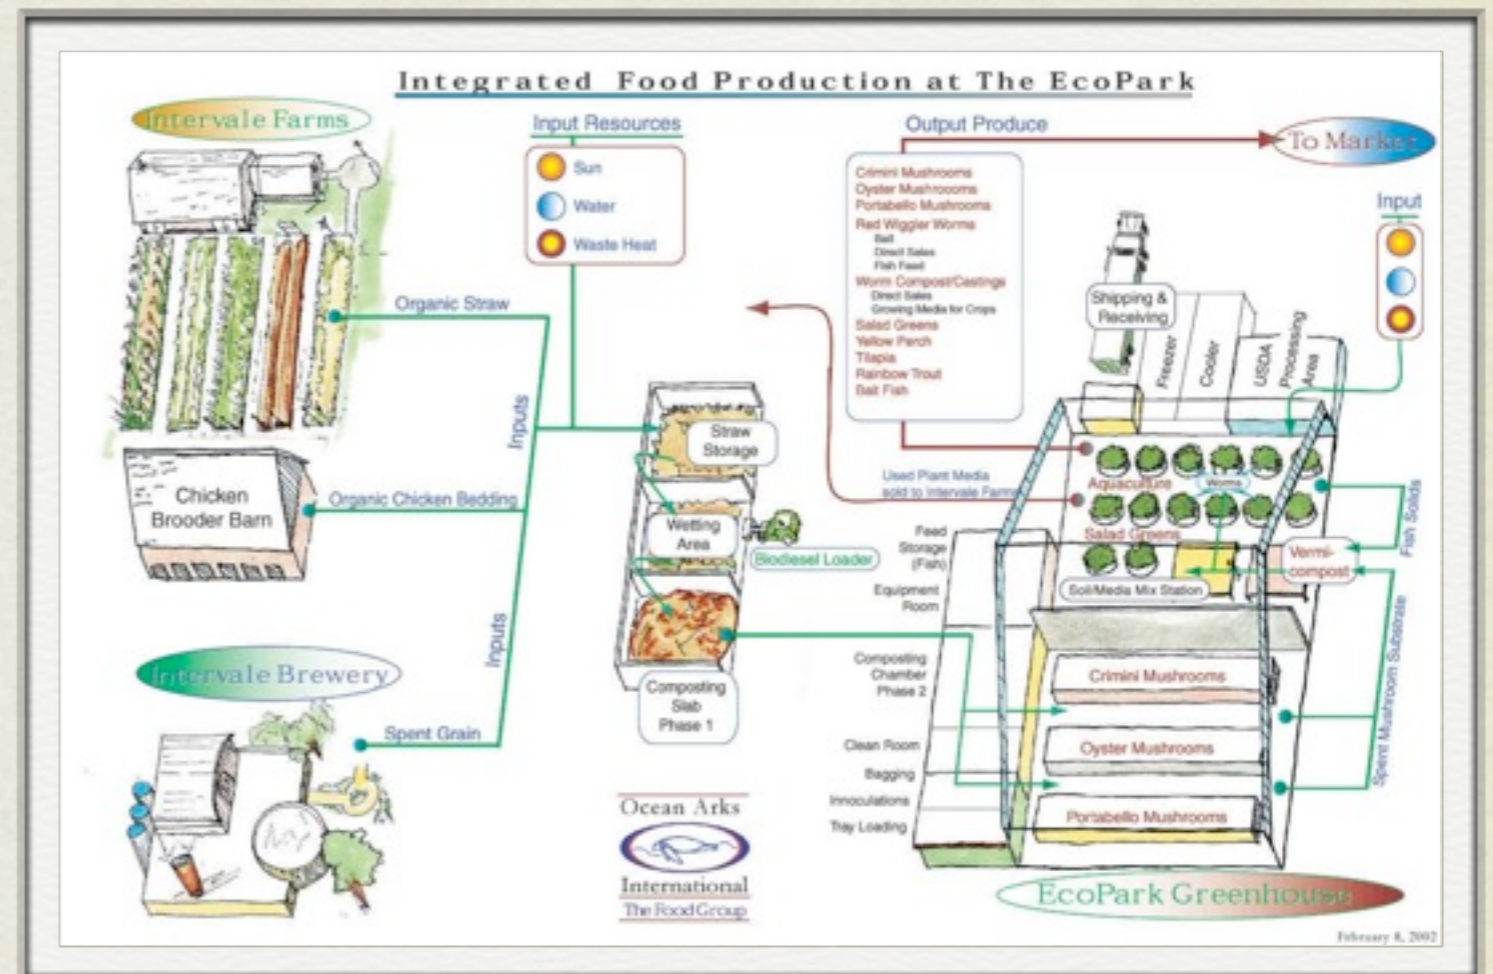 Integrated Food Production at The EcoPark
Intervale Farms
Input Resources
Sun
Water
Waste Heat
Output Produce
To Market
Crimini Mushrooms
Oyster Mushroooms
Portabello Mushrooms
Red Wiggler Worms
Bait
Direct Sales
Fish Feed
Worm Compost/Castings
Direct Sales
Growing Media for Crops
Salad Greens
Yellow Perch
Tilapia
Rainbow Trout
Bait Fish
Input
Organic Straw
Inputs
Chicken
Brooder Barn
Organic Chicken Bedding
Inputs
Intervale Brewery
Spent Grain
Straw
Storage
Wetting
Area
Biodiesel Loader
Composting
Slab
Phase 1
Used Plant Media
sold to Intervale Farms
Shipping &
Receiving
Freezer
Cooler
USDA
Processing
Area
Aquaculture
Worms
Salad Greens
Fish Solids
Vermi-
compost
Soil/Media Mix Station
Spent Mushroom Substrate
Feed
Storage
(Fish)
Equipment
Room
Composting
Chamber
Phase 2
Clean Room
Bagging
Innoculations
Tray Loading
Crimini Mushrooms
Oyster Mushrooms
Portabello Mushrooms
Ocean Arks
International
The Food Group
EcoPark Greenhouse
February 8, 2002